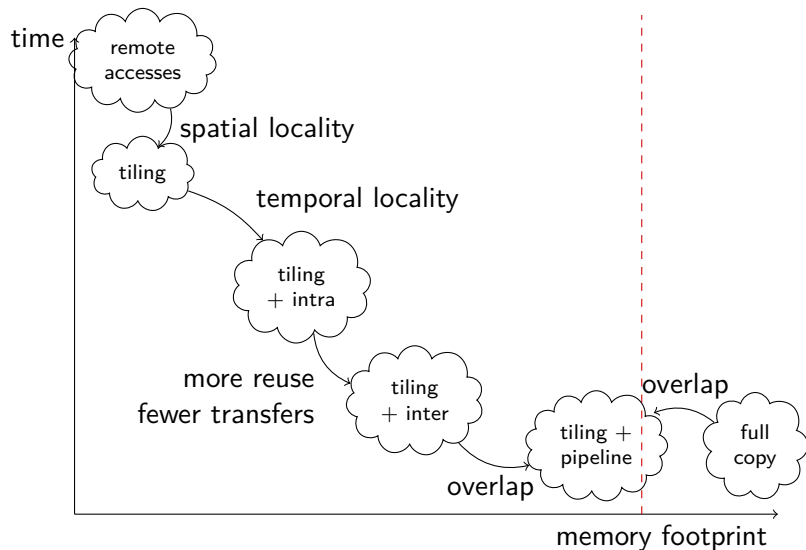 time
remote
accesses
spatial locality
tiling
temporal locality
tiling
+ intra
more reuse
fewer transfers
tiling
+ inter
overlap
tiling +
pipeline
overlap
full
copy
memory footprint